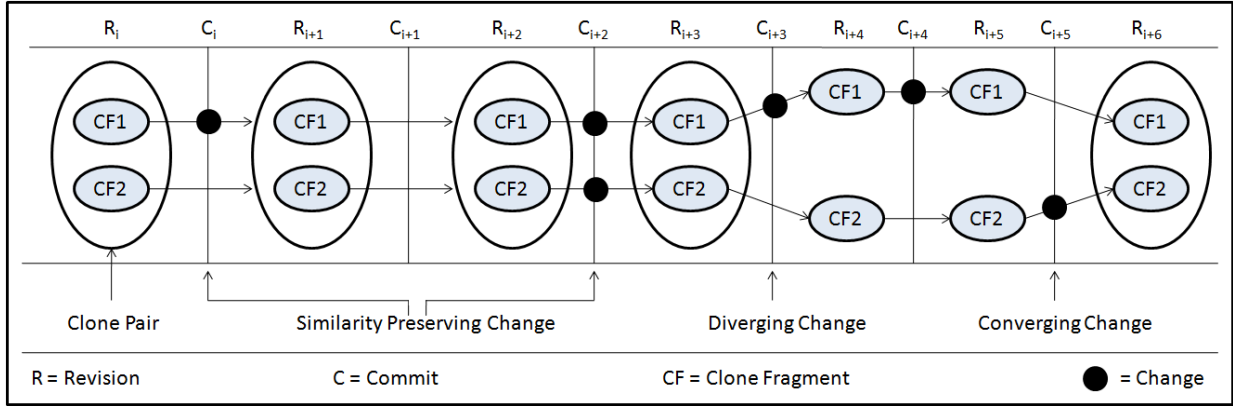 Rᵢ Cᵢ Rᵢ₊₁ Cᵢ₊₁ Rᵢ₊₂ Cᵢ₊₂ Rᵢ₊₃ Cᵢ₊₃ Rᵢ₊₄ Cᵢ₊₄ Rᵢ₊₅ Cᵢ₊₅ Rᵢ₊₆
CF1 CF1 CF1 CF1 CF1 CF1 CF1
CF2 CF2 CF2 CF2 CF2 CF2 CF2
Clone Pair Similarity Preserving Change Diverging Change Converging Change
R = Revision C = Commit CF = Clone Fragment = Change